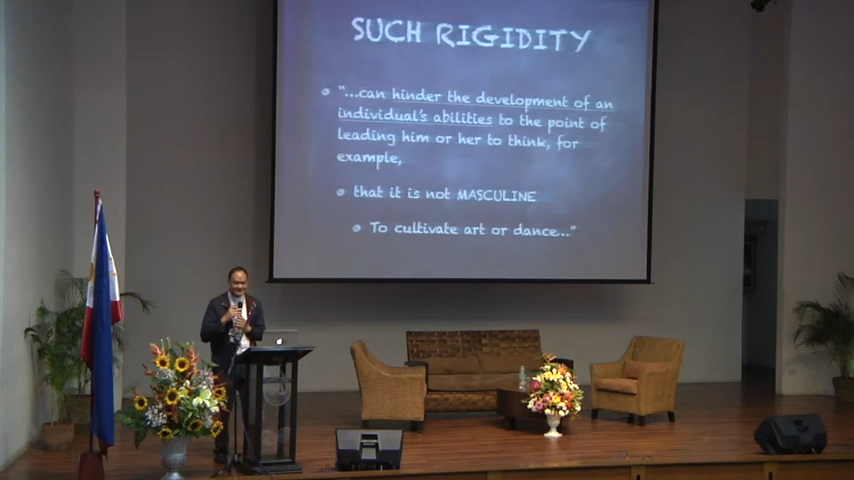 SUCH RIGIDITY
"...can hinder the development of an
individual's abilities to the point of
leading him or her to think, for
example,
that it is not MASCULINE
To cultivate art or dance..."